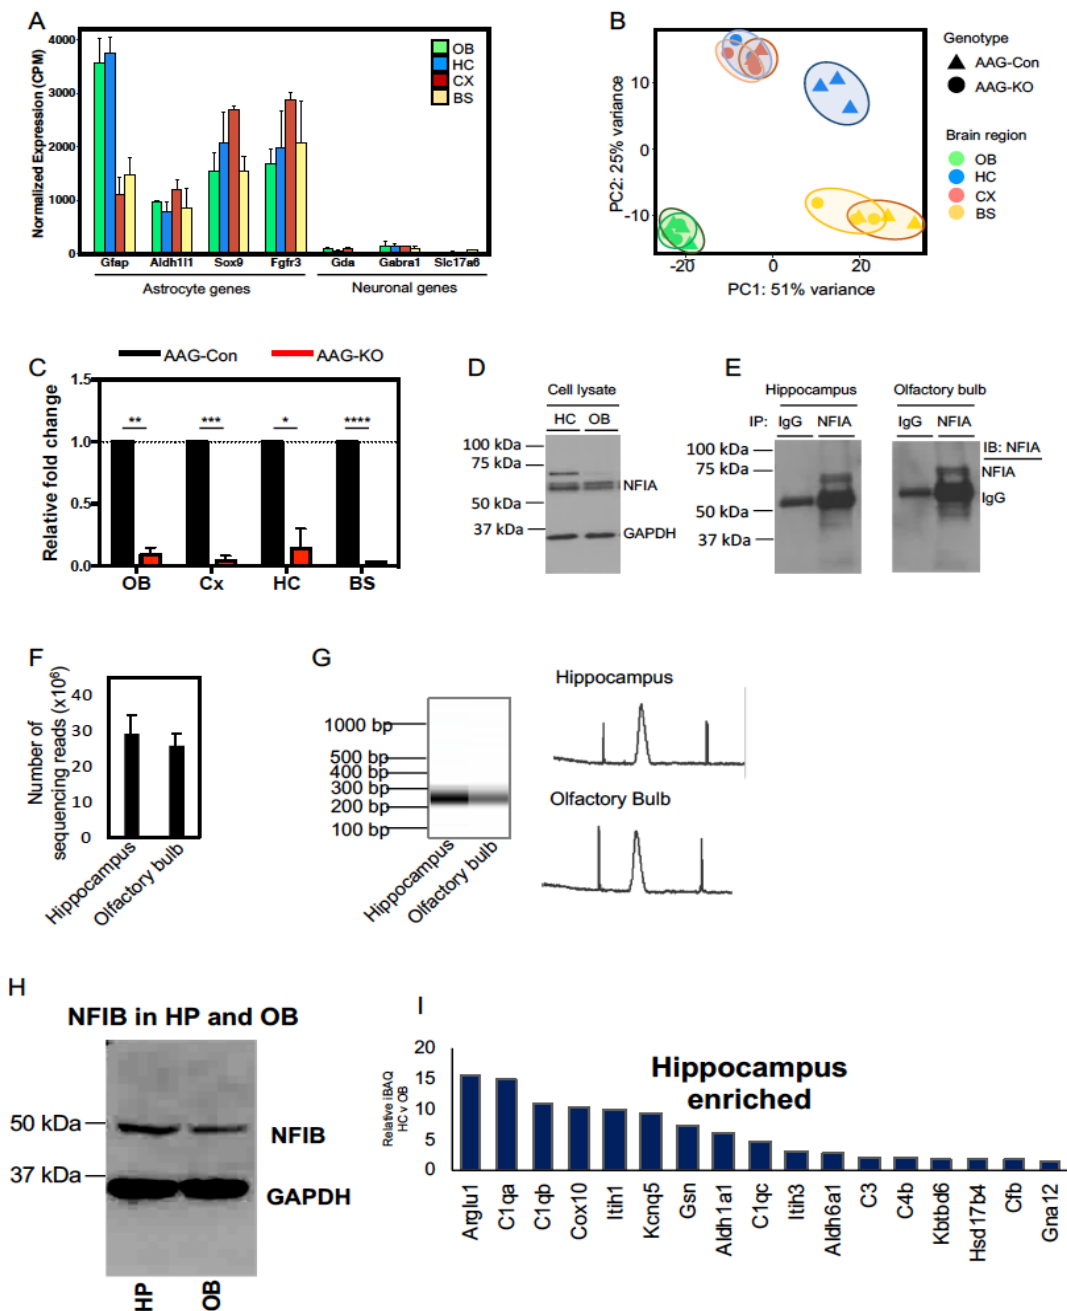 A
Normalized Expression (CPM)
4000
3000
2000
1000
0
OB
HC
CX
BS
Gfap Aldh1l1 Sox9 Fgfr3 Gda Gabra1 Slc17a6
Astrocyte genes Neuronal genes
B
PC2: 25% variance
10
0
-10
-20 0 20
PC1: 51% variance
Genotype
AAG-Con
AAG-KO
Brain region
OB
HC
CX
BS
C
AAG-Con AAG-KO
Relative fold change
1.5
1.0
0.5
0.0
** *** * ****
OB Cx HC BS
D
Cell lysate
HC OB
100 kDa
75 kDa
50 kDa
37 kDa
NFIA
GAPDH
E
Hippocampus Olfactory bulb
IP: IgG NFIA IgG NFIA
IB: NFIA
100 kDa
75 kDa
50 kDa
37 kDa
NFIA
IgG
F
Number of
sequencing reads (x10⁶)
40
30
20
10
0
Hippocampus
Olfactory bulb
G
1000 bp
500 bp
400 bp
300 bp
200 bp
100 bp
Hippocampus
Olfactory bulb
Hippocampus
Olfactory Bulb
H
NFIB in HP and OB
50 kDa
37 kDa
NFIB
GAPDH
HP
OB
I
Relative iBAQ
HC v OB
20
15
10
5
0
Hippocampus
enriched
Arglu1
C1qa
C1qb
Cox10
Itih1
Kcnq5
Gsn
Aldh1a1
C1qc
Itih3
Aldh6a1
C3
C4b
Kbtbd6
Hsd17b4
Cfb
Gna12